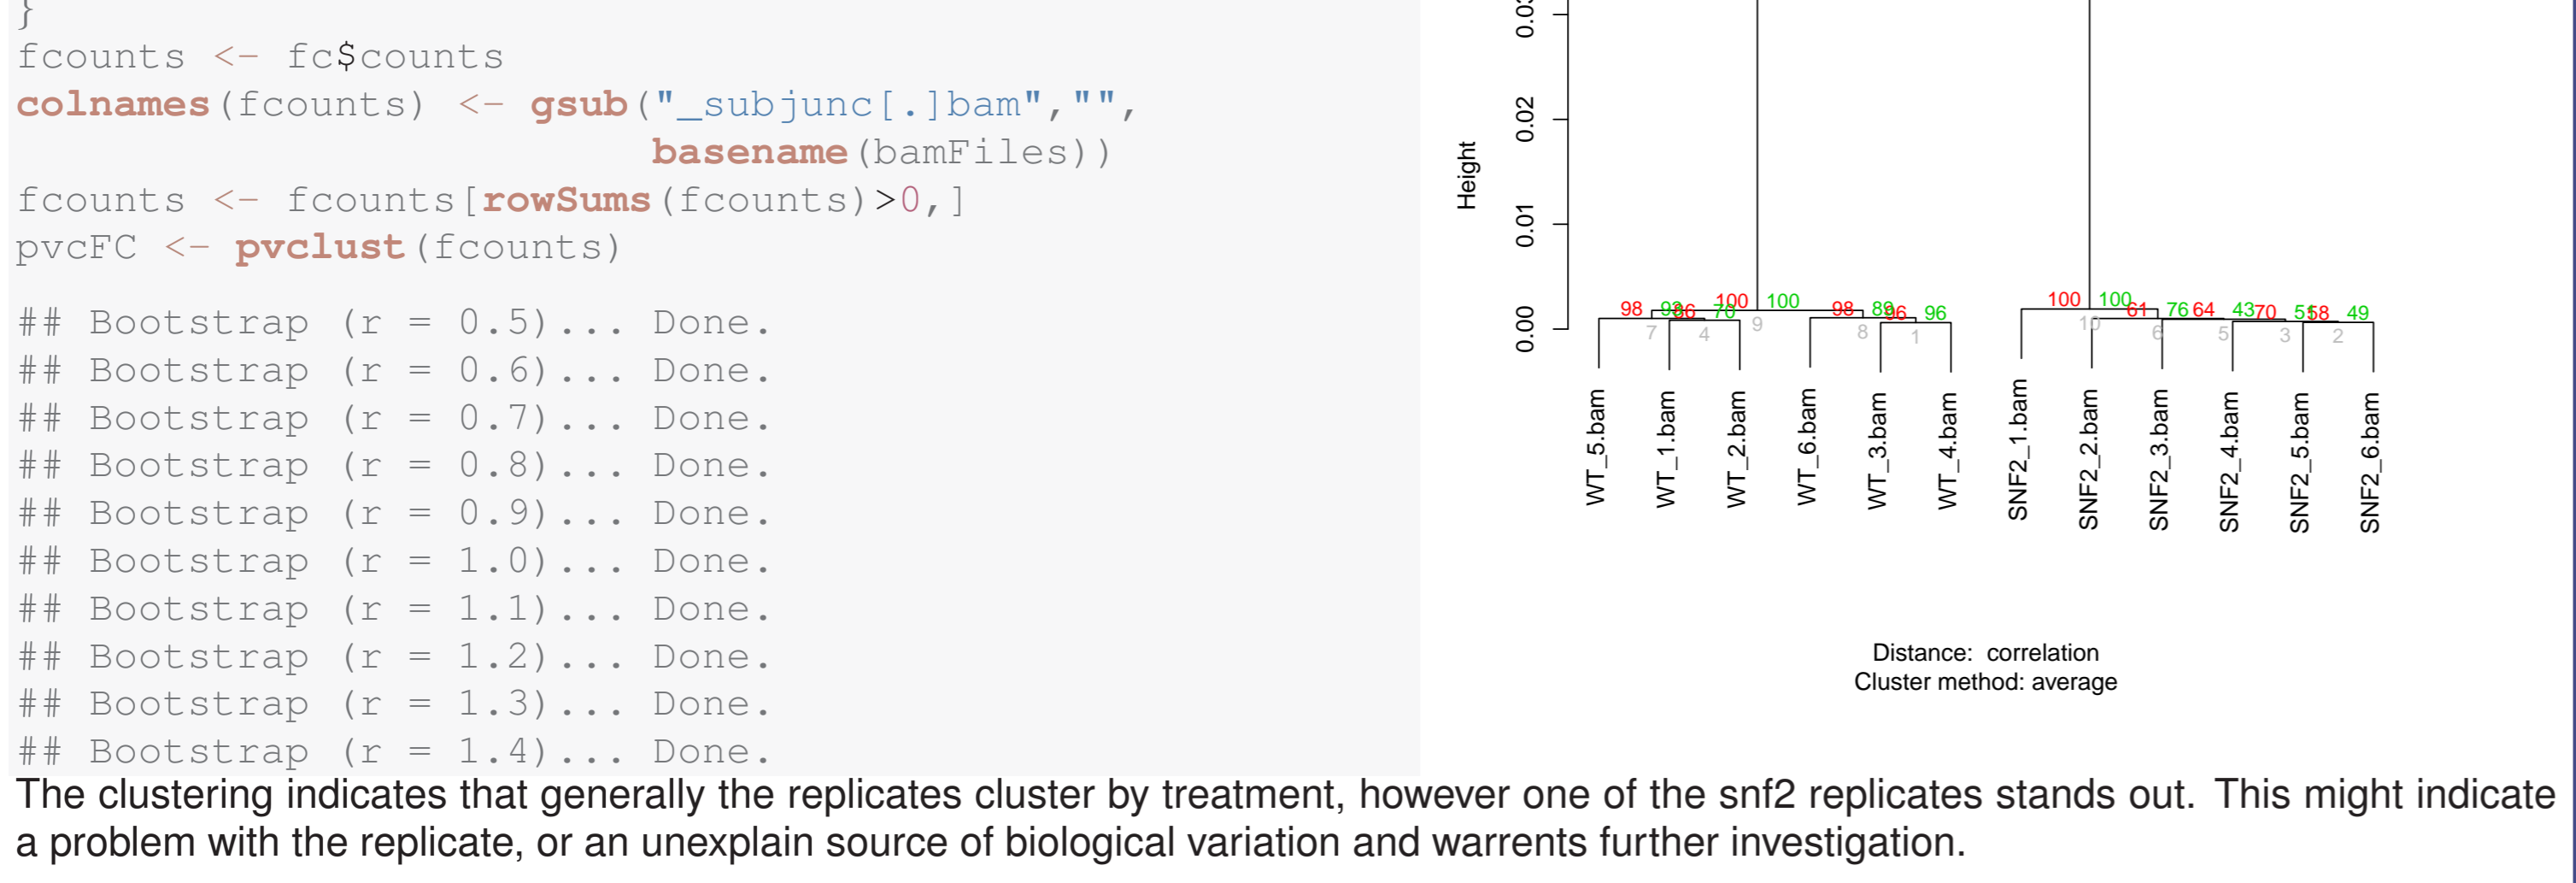 }
fcounts <- fc$counts
colnames(fcounts) <- gsub("_subjunc[.]bam","",
basename(bamFiles))
fcounts <- fcounts[rowSums(fcounts)>0,]
pvcFC <- pvclust(fcounts)
## Bootstrap (r = 0.5)... Done.
## Bootstrap (r = 0.6)... Done.
## Bootstrap (r = 0.7)... Done.
## Bootstrap (r = 0.8)... Done.
## Bootstrap (r = 0.9)... Done.
## Bootstrap (r = 1.0)... Done.
## Bootstrap (r = 1.1)... Done.
## Bootstrap (r = 1.2)... Done.
## Bootstrap (r = 1.3)... Done.
## Bootstrap (r = 1.4)... Done.
Height
0.02
0.01
0.00
98 100 100 98 96 96 100 100 61 76 64 43 70 58 49
7 4 9 8 1 10 6 5 3 2
WT_5.bam
WT_1.bam
WT_2.bam
WT_6.bam
WT_3.bam
WT_4.bam
SNF2_1.bam
SNF2_2.bam
SNF2_3.bam
SNF2_4.bam
SNF2_5.bam
SNF2_6.bam
Distance: correlation
Cluster method: average
The clustering indicates that generally the replicates cluster by treatment, however one of the snf2 replicates stands out. This might indicate
a problem with the replicate, or an unexplain source of biological variation and warrents further investigation.